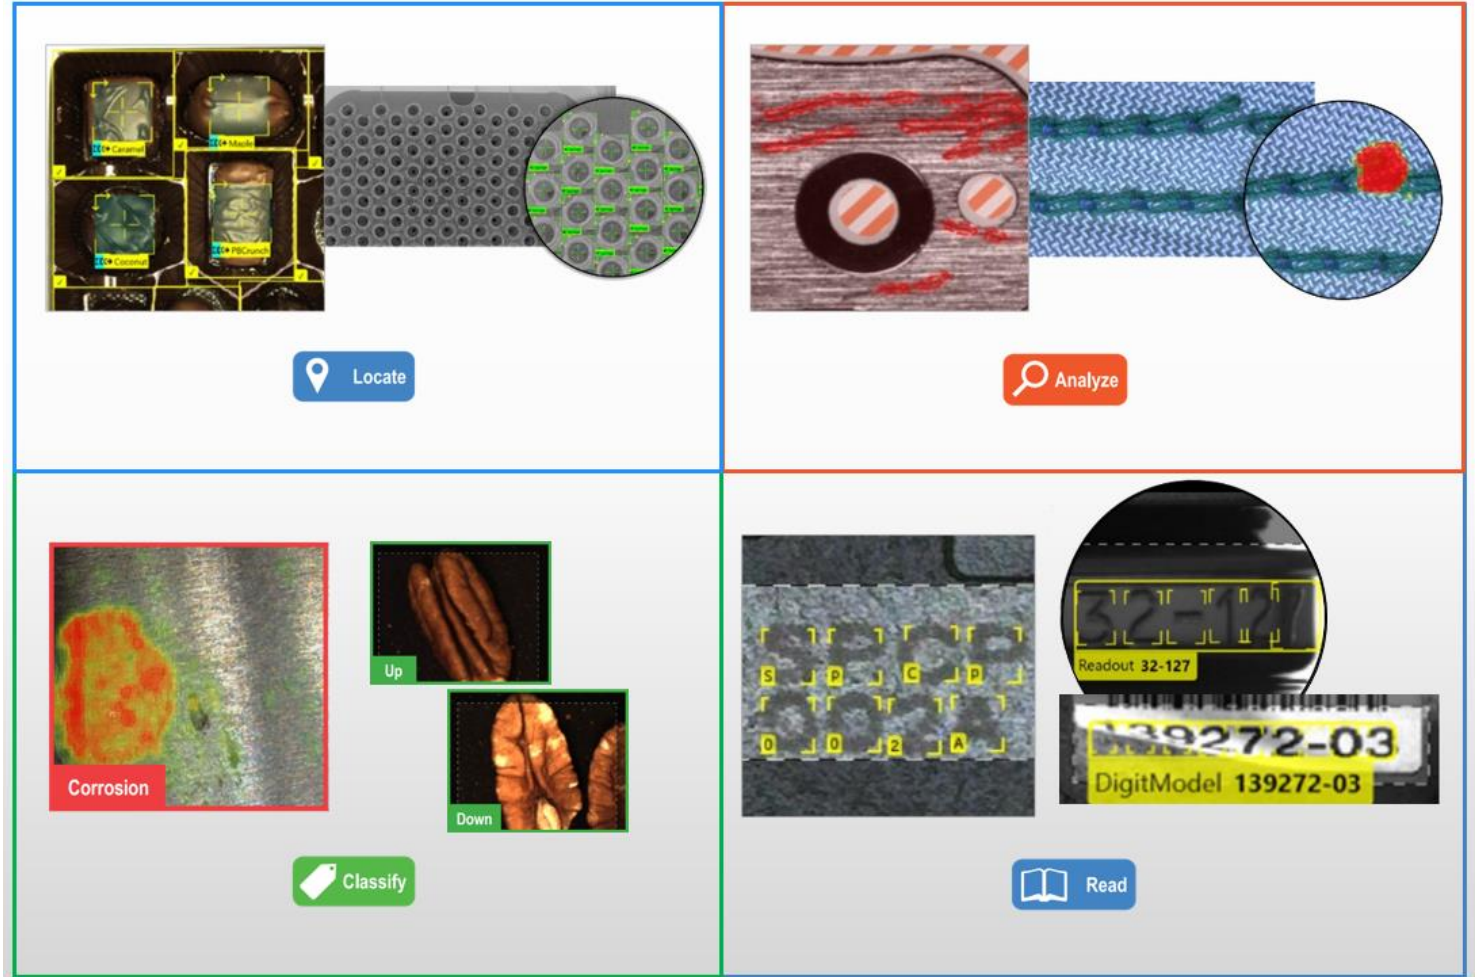 Caramel
Maple
Coconut
PBCrunch
Locate
Analyze
Corrosion
Up
Down
Classify
S P C P
0 0 2 A
32-127
Readout 32-127
139272-03
DigitModel 139272-03
Read